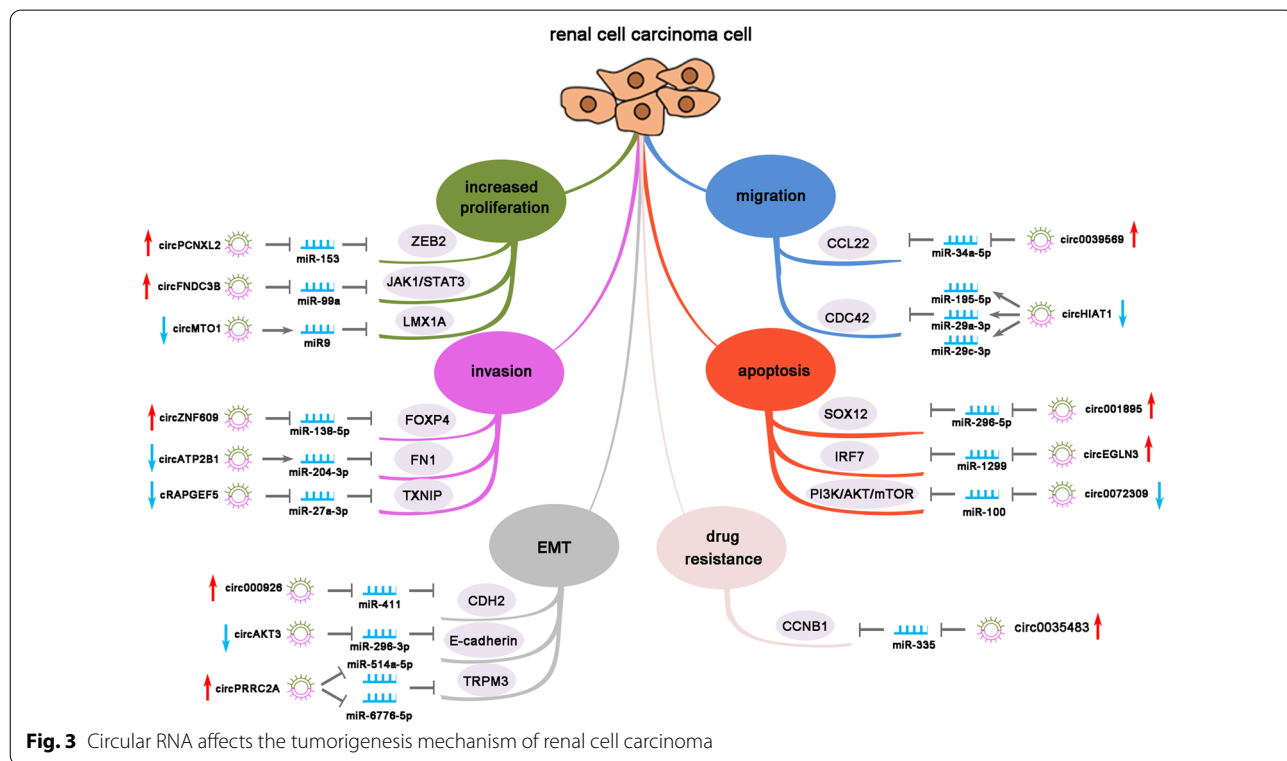 renal cell carcinoma cell
increased
proliferation
circPCNXL2
miR-153
ZEB2
circFNDC3B
miR-99a
JAK1/STAT3
circMTO1
miR9
LMX1A
migration
CCL22
miR-34a-5p
circ0039569
CDC42
miR-195-5p
miR-29a-3p
miR-29c-3p
circHIAT1
invasion
circZNF609
miR-138-5p
FOXP4
circATP2B1
miR-204-3p
FN1
cRAPGEF5
miR-27a-3p
TXNIP
apoptosis
SOX12
miR-296-5p
circ001895
IRF7
miR-1299
circEGLN3
PI3K/AKT/mTOR
miR-100
circ0072309
EMT
circ000926
miR-411
CDH2
circAKT3
miR-296-3p
E-cadherin
circPRRC2A
miR-514a-5p
miR-6776-5p
TRPM3
drug
resistance
CCNB1
miR-335
circ0035483
Fig. 3 Circular RNA affects the tumorigenesis mechanism of renal cell carcinoma